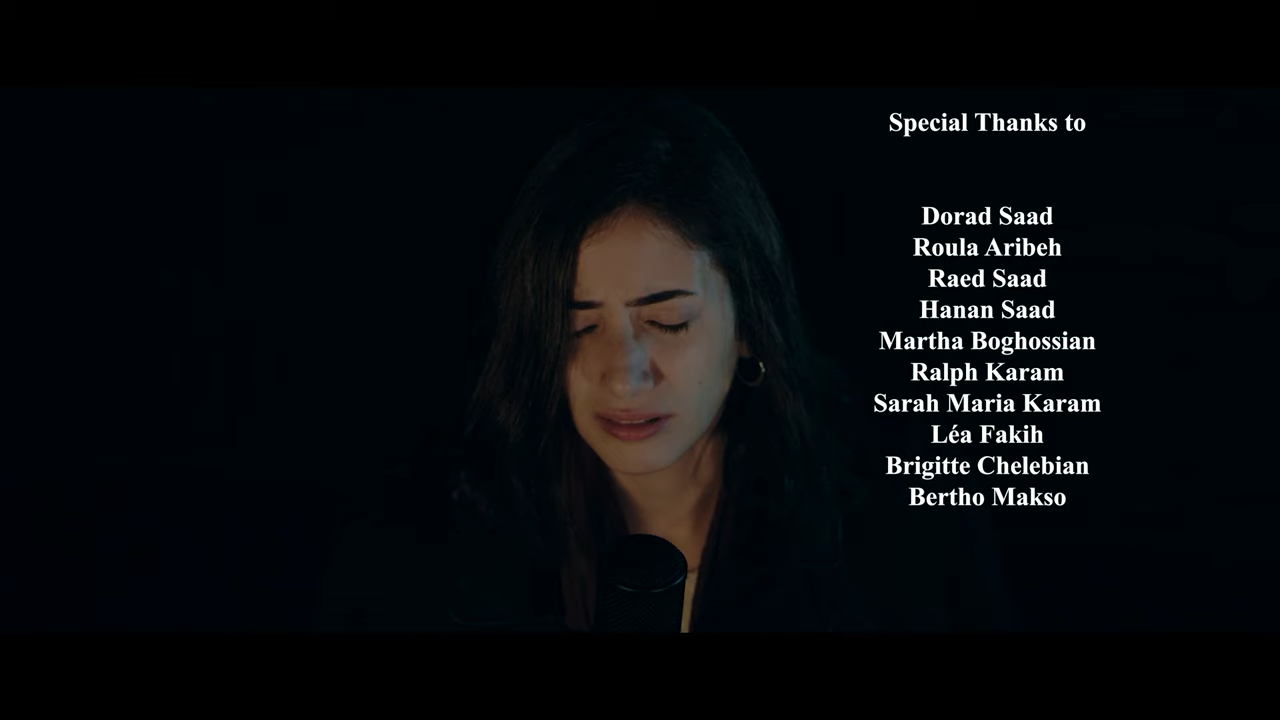 Special Thanks to
Dorad Saad
Roula Aribeh
Raed Saad
Hanan Saad
Martha Boghossian
Ralph Karam
Sarah Maria Karam
Léa Fakih
Brigitte Chelebian
Bertho Makso